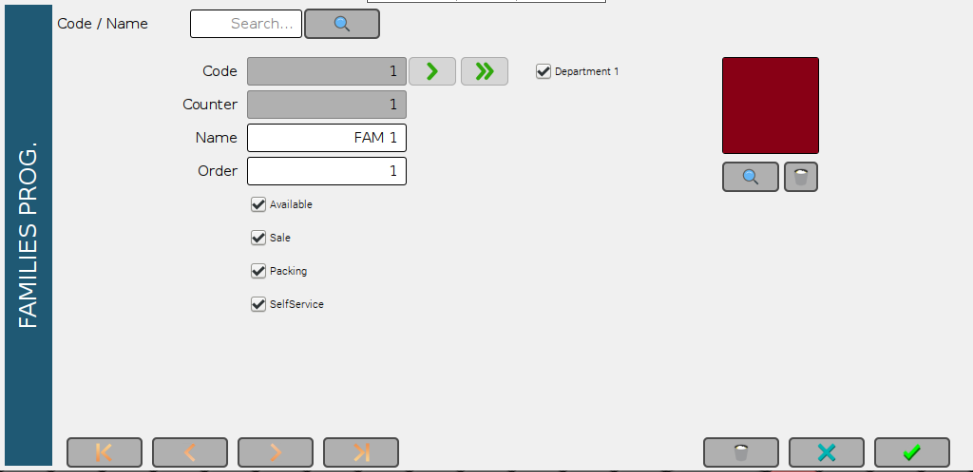 FAMILIES PROG.
Code / Name Search...
Code 1 Department 1
Counter 1
Name FAM 1
Order 1
Available
Sale
Packing
SelfService